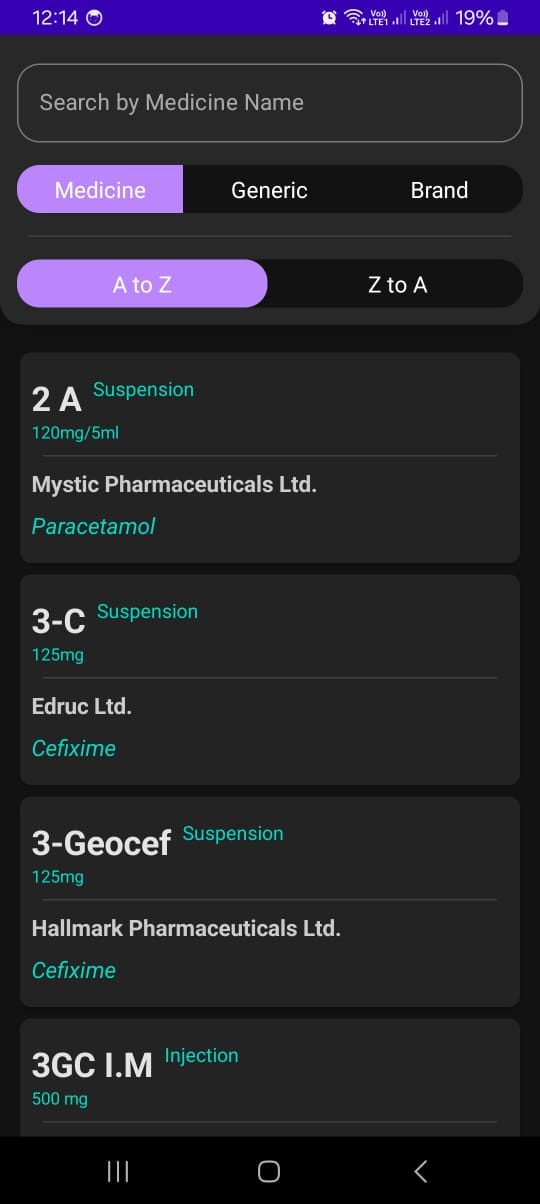 12:14 Vo) LTE1 Vo) LTE2 19%
Search by Medicine Name
Medicine Generic Brand
A to Z Z to A
2 A Suspension
120mg/5ml
Mystic Pharmaceuticals Ltd.
Paracetamol
3-C Suspension
125mg
Edruc Ltd.
Cefixime
3-Geocef Suspension
125mg
Hallmark Pharmaceuticals Ltd.
Cefixime
3GC I.M Injection
500 mg